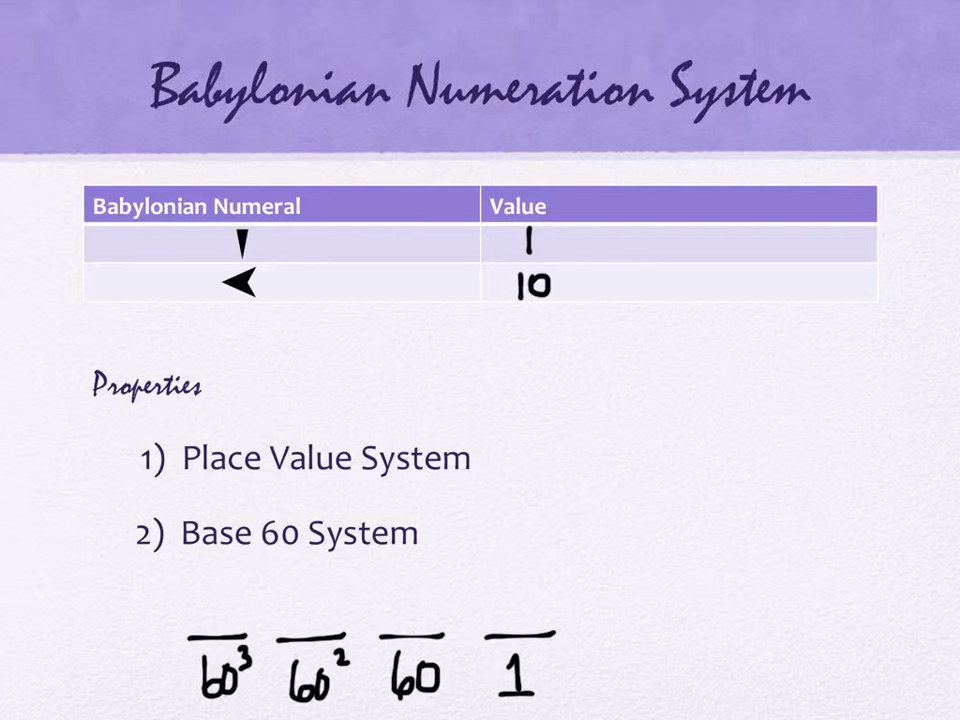 Babylonian Numeration System
Babylonian Numeral Value
1
10
Properties
1) Place Value System
2) Base 60 System
60³ 60² 60 1